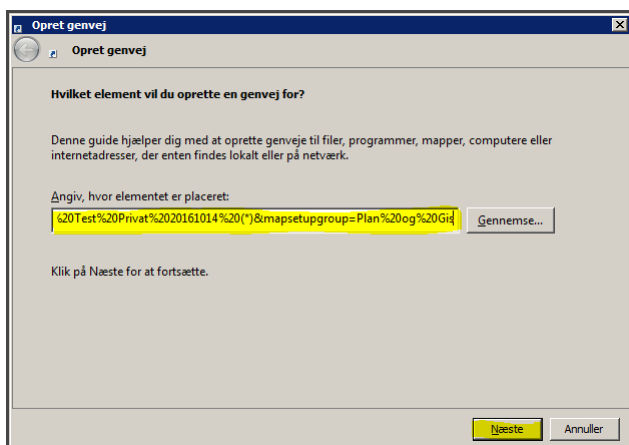 Opret genvej
Opret genvej
Hvilket element vil du oprette en genvej for?
Denne guide hjælper dig med at oprette genveje til filer, programmer, mapper, computere eller
internetadresser, der enten findes lokalt eller på netværk.
Angiv, hvor elementet er placeret:
%20Test%20Privat%2020161014%20(*)&mapsetupgroup=Plan%20og%20Gis
Gennemse...
Klik på Næste for at fortsætte.
Næste
Annuller